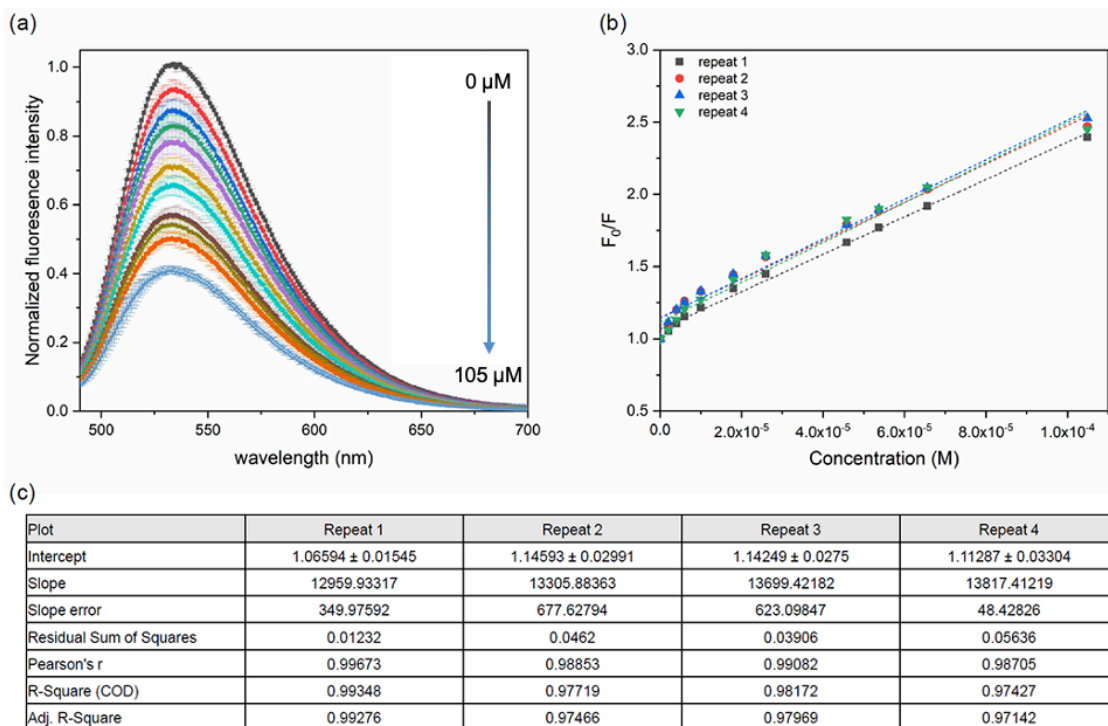 (a)
Normalized fluoresence intensity
1.0
0.8
0.6
0.4
0.2
0.0
0 µM
105 µM
500 550 600 650 700
wavelength (nm)
(b)
F₀/F
3.0
2.5
2.0
1.5
1.0
0.5
repeat 1
repeat 2
repeat 3
repeat 4
0.0 2.0x10⁻⁵ 4.0x10⁻⁵ 6.0x10⁻⁵ 8.0x10⁻⁵ 1.0x10⁻⁴
Concentration (M)
(c)
Plot Repeat 1 Repeat 2 Repeat 3 Repeat 4
Intercept 1.06594 ± 0.01545 1.14593 ± 0.02991 1.14249 ± 0.0275 1.11287 ± 0.03304
Slope 12959.93317 13305.88363 13699.42182 13817.41219
Slope error 349.97592 677.62794 623.09847 48.42826
Residual Sum of Squares 0.01232 0.0462 0.03906 0.05636
Pearson's r 0.99673 0.98853 0.99082 0.98705
R-Square (COD) 0.99348 0.97719 0.98172 0.97427
Adj. R-Square 0.99276 0.97466 0.97969 0.97142